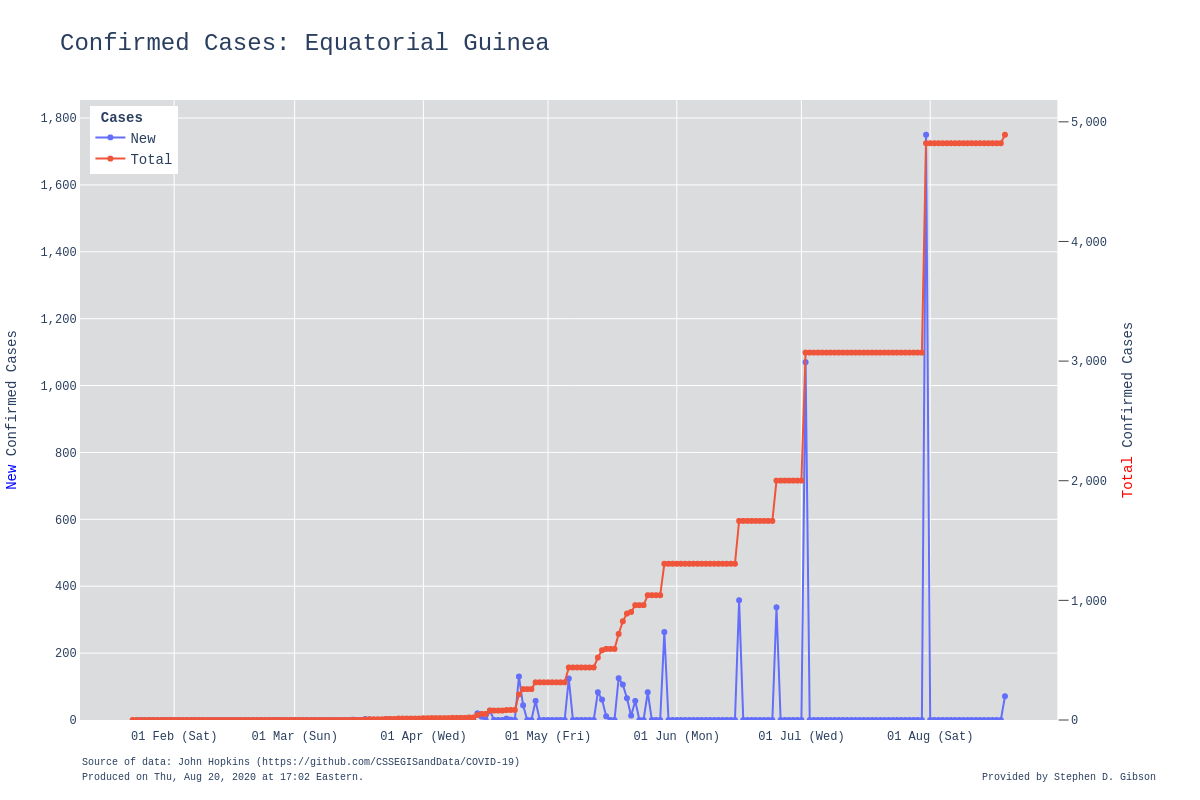 Confirmed Cases: Equatorial Guinea
Cases
New
Total
1,800
1,600
1,400
1,200
1,000
800
600
400
200
0
5,000
4,000
3,000
2,000
1,000
0
New Confirmed Cases
Total Confirmed Cases
01 Feb (Sat)
01 Mar (Sun)
01 Apr (Wed)
01 May (Fri)
01 Jun (Mon)
01 Jul (Wed)
01 Aug (Sat)
Source of data: John Hopkins (https://github.com/CSSEGISandData/COVID-19)
Produced on Thu, Aug 20, 2020 at 17:02 Eastern.
Provided by Stephen D. Gibson